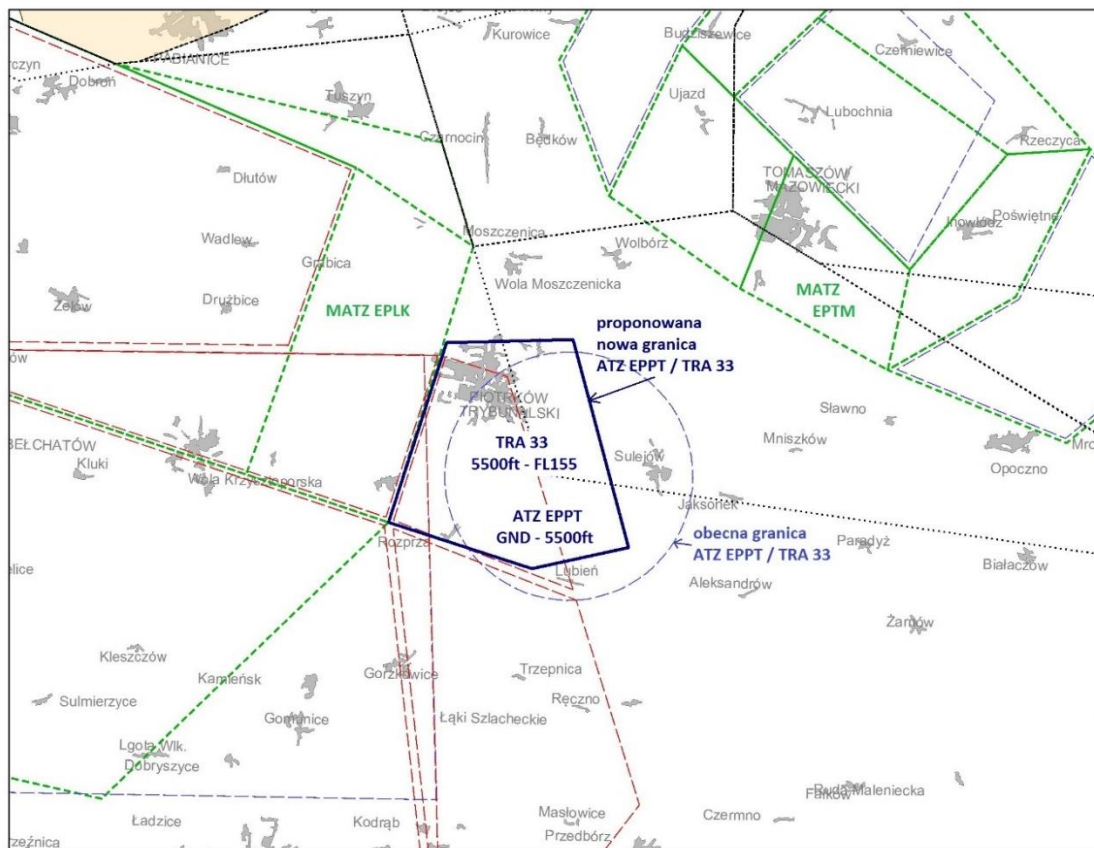 Kurowice
Budziszewice
Czerniewice
PABIANICE
Dobroń
Tuszyn
Ujazd
Lubochnia
Czarnocin
Będków
Rzeczyca
Dłutów
TOMASZÓW
MAZOWIECKI
Inowłódz
Poświętne
Moszczenica
Wolbórz
Wadlew
Grabica
Wola Moszczenicka
Zelów
Drużbice
MATZ EPLK
MATZ
EPTM
proponowana
nowa granica
ATZ EPPT / TRA 33
PIOTRKÓW
TRYBUNALSKI
Sławno
BEŁCHATÓW
Kluki
Wola Krzysztoporska
TRA 33
5500ft - FL155
Sulejów
Mniszków
Opoczno
Jaksonek
ATZ EPPT
GND - 5500ft
obecna granica
ATZ EPPT / TRA 33
Rozprza
Paradyż
Białaczów
Lubień
Aleksandrów
Żarnów
Kleszczów
Kamieńsk
Gorzkowice
Trzepnica
Sulmierzyce
Ręczno
Gomunice
Łąki Szlacheckie
Lgota Wlk.
Dobryszyce
Ruda Maleniecka
Fałków
Ładzice
Kodrąb
Masłowice
Przedbórz
Czermno